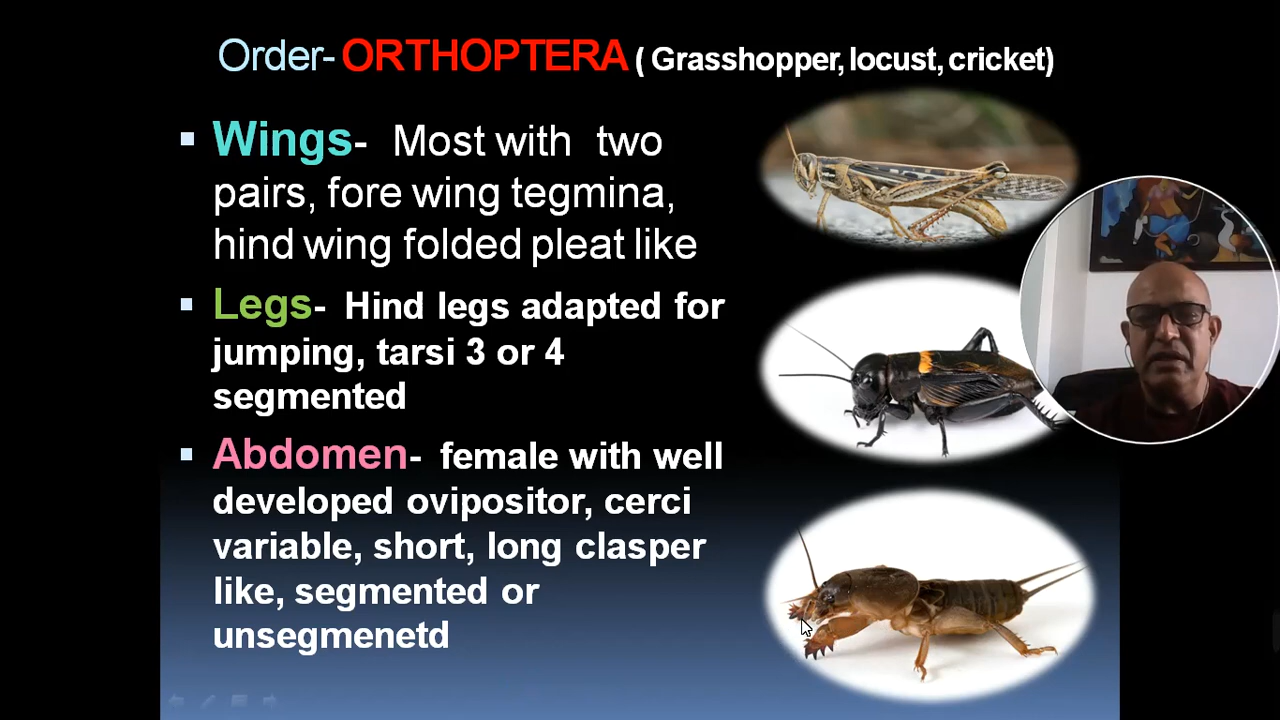 Order- ORTHOPTERA ( Grasshopper, locust, cricket)
Wings- Most with two
pairs, fore wing tegmina,
hind wing folded pleat like
Legs- Hind legs adapted for
jumping, tarsi 3 or 4
segmented
Abdomen- female with well
developed ovipositor, cerci
variable, short, long clasper
like, segmented or
unsegmenetd